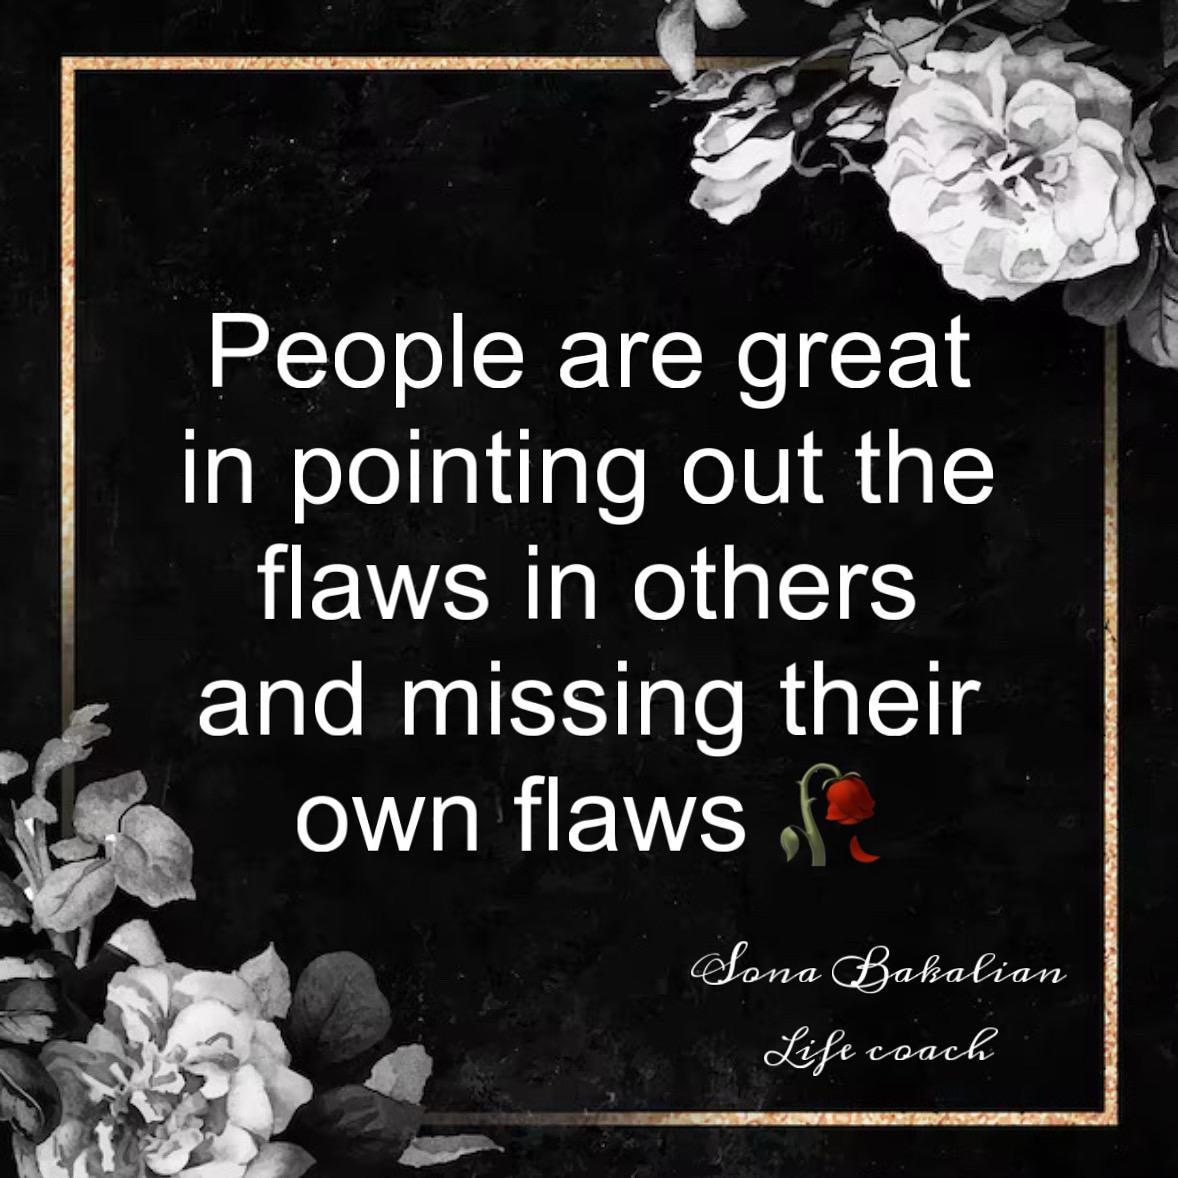 People are great
in pointing out the
flaws in others
and missing their
own flaws 🥀
Sona Bakalian
Life coach